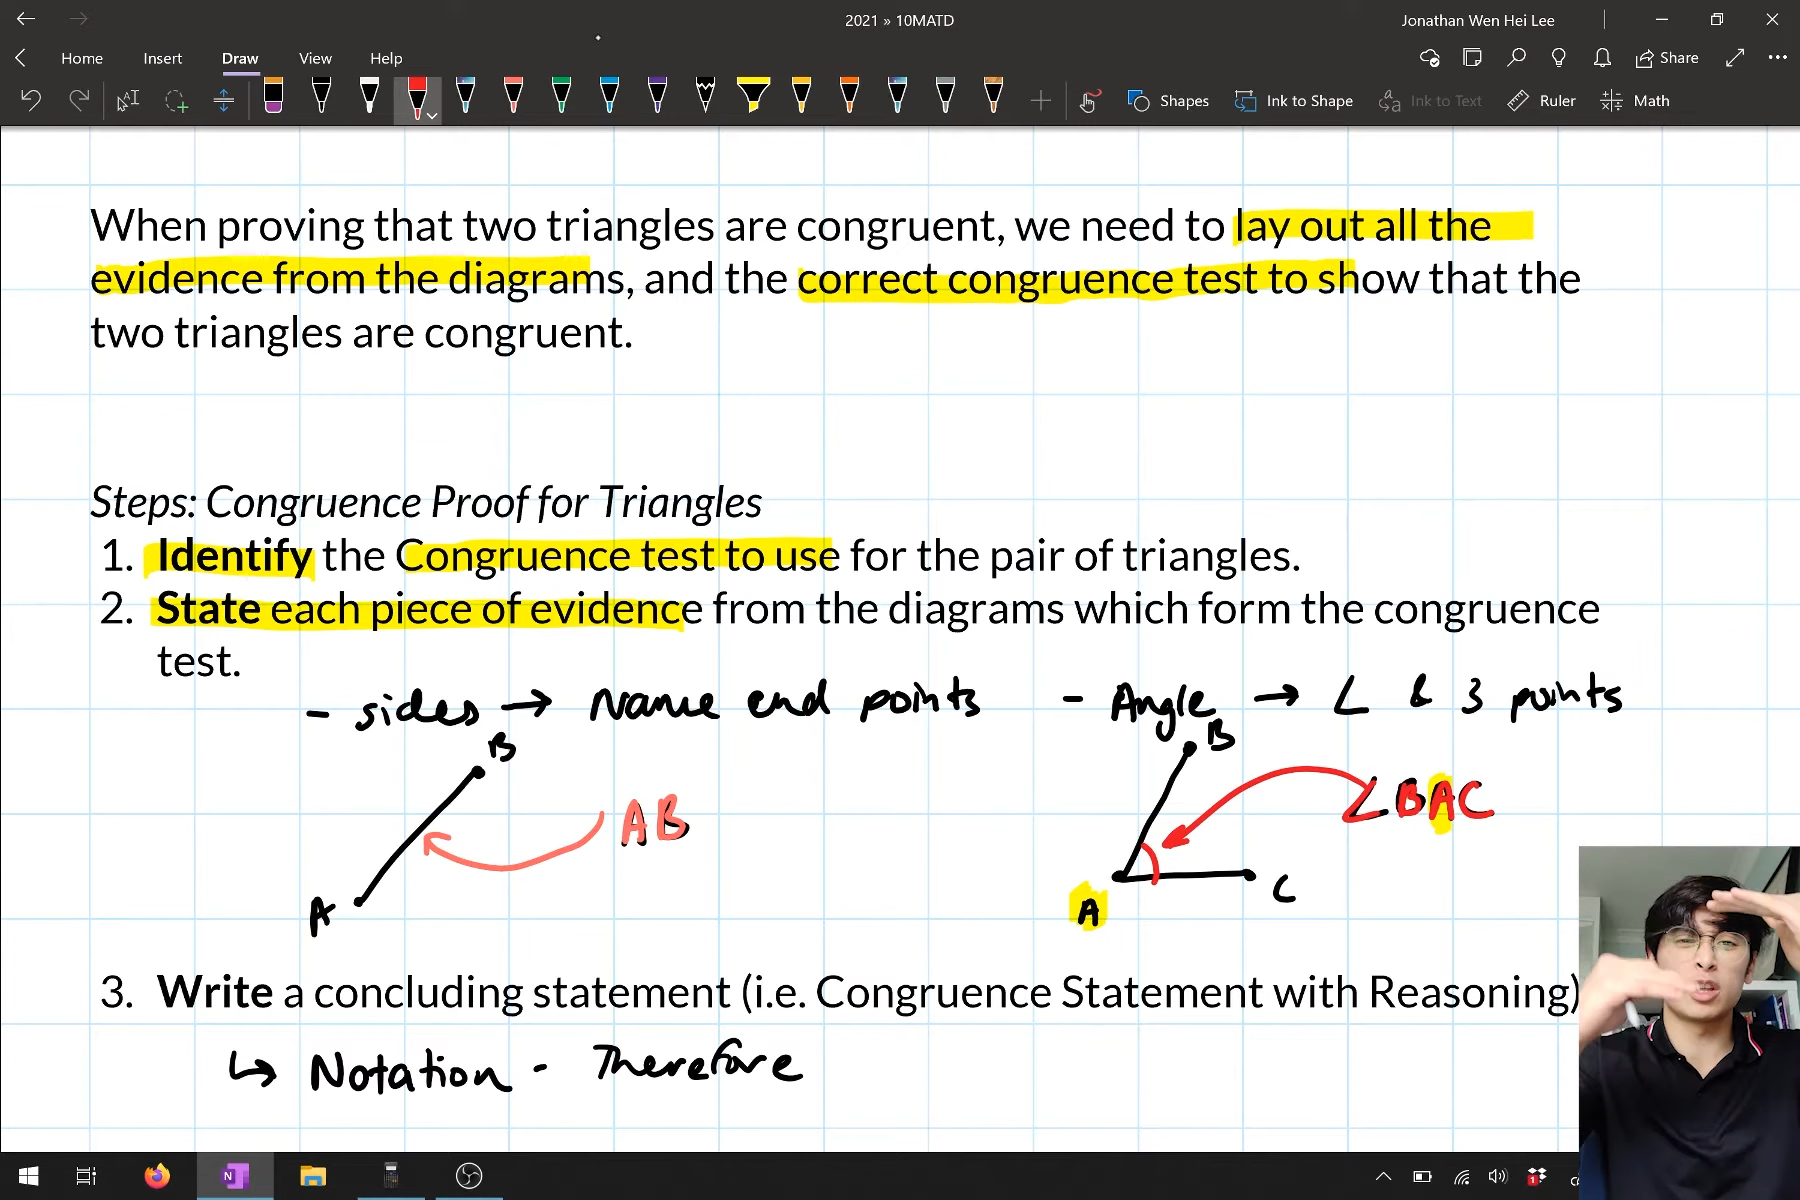 2021 » 10MATD
Jonathan Wen Hei Lee
Home Insert Draw View Help
Share
Shapes Ink to Shape Ink to Text Ruler Math
When proving that two triangles are congruent, we need to lay out all the
evidence from the diagrams, and the correct congruence test to show that the
two triangles are congruent.
Steps: Congruence Proof for Triangles
1. Identify the Congruence test to use for the pair of triangles.
2. State each piece of evidence from the diagrams which form the congruence
test.
- sides → Name end points
- Angle → ∠ & 3 points
B
AB
A
B
∠BAC
A
C
3. Write a concluding statement (i.e. Congruence Statement with Reasoning)
↳ Notation - Therefore